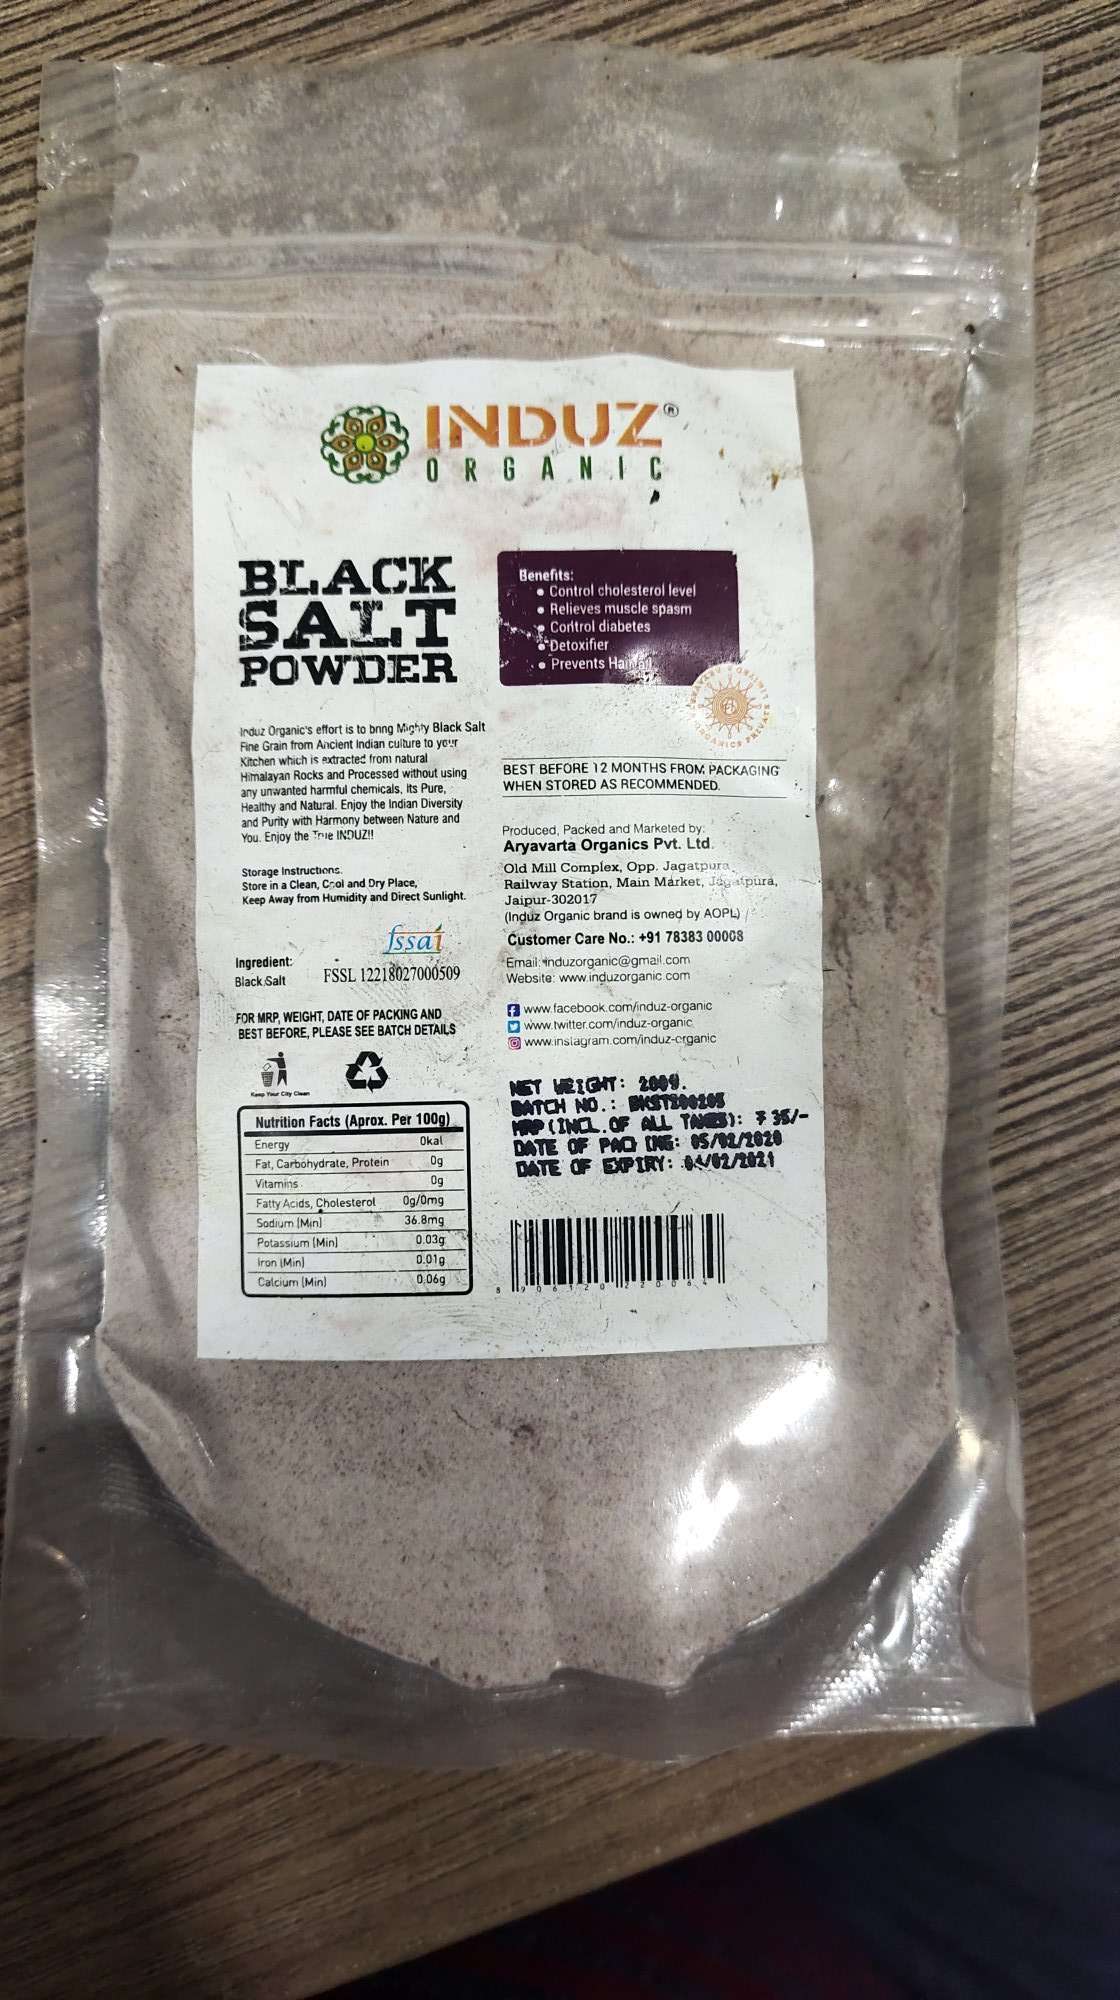 INDUZ®
ORGANIC
BLACK
SALT
POWDER
Benefits:
• Control cholesterol level
• Relieves muscle spasm
• Control diabetes
• Detoxifier
• Prevents
Induz Organic's effort is to bring Mighty Black Salt
Fine Grain from Ancient Indian culture to your
Kitchen which is extracted from natural
Himalayan Rocks and Processed without using
any unwanted harmful chemicals, Its Pure,
Healthy and Natural. Enjoy the Indian Diversity
and Purity with Harmony between Nature and
You. Enjoy the True INDUZ!!
Storage Instructions:
Store in a Clean, Cool and Dry Place,
Keep Away from Humidity and Direct Sunlight.
fssai
Ingredient:
Black Salt
FSSL 12218027000509
FOR MRP, WEIGHT, DATE OF PACKING AND
BEST BEFORE, PLEASE SEE BATCH DETAILS
Keep Your City Clean
Nutrition Facts (Aprox. Per 100g)
Energy 0kal
Fat, Carbohydrate, Protein 0g
Vitamins 0g
Fatty Acids, Cholesterol 0g/0mg
Sodium (Min) 36.8mg
Potassium (Min) 0.03g
Iron (Min) 0.01g
Calcium (Min) 0.06g
BEST BEFORE 12 MONTHS FROM PACKAGING
WHEN STORED AS RECOMMENDED.
Produced, Packed and Marketed by:
Aryavarta Organics Pvt. Ltd.
Old Mill Complex, Opp. Jagatpura
Railway Station, Main Market, Jagatpura,
Jaipur-302017
(Induz Organic brand is owned by AOPL)
Customer Care No.: +91 78383 00008
Email: induzorganic@gmail.com
Website: www.induzorganic.com
www.facebook.com/induz-organic
www.twitter.com/induz-organic
www.instagram.com/induz-organic
NET WEIGHT: 200g.
BATCH NO.: BKST200205
MRP (INCL. OF ALL TAXES): ₹ 35/-
DATE OF PACKING: 05/02/2020
DATE OF EXPIRY: 04/02/2021
8 906120 220064